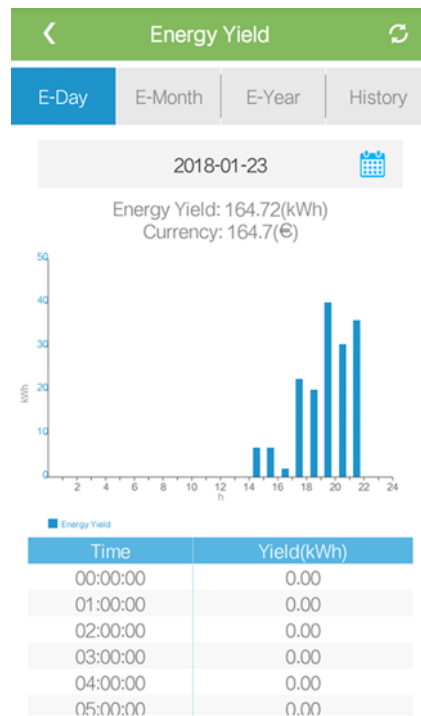 Energy Yield
E-Day E-Month E-Year History
2018-01-23
Energy Yield: 164.72(kWh)
Currency: 164.7(€)
50
40
30
20
10
0
kWh
2 4 6 8 10 12 14 16 18 20 22 24
h
Energy Yield
Time Yield(kWh)
00:00:00 0.00
01:00:00 0.00
02:00:00 0.00
03:00:00 0.00
04:00:00 0.00
05:00:00 0.00